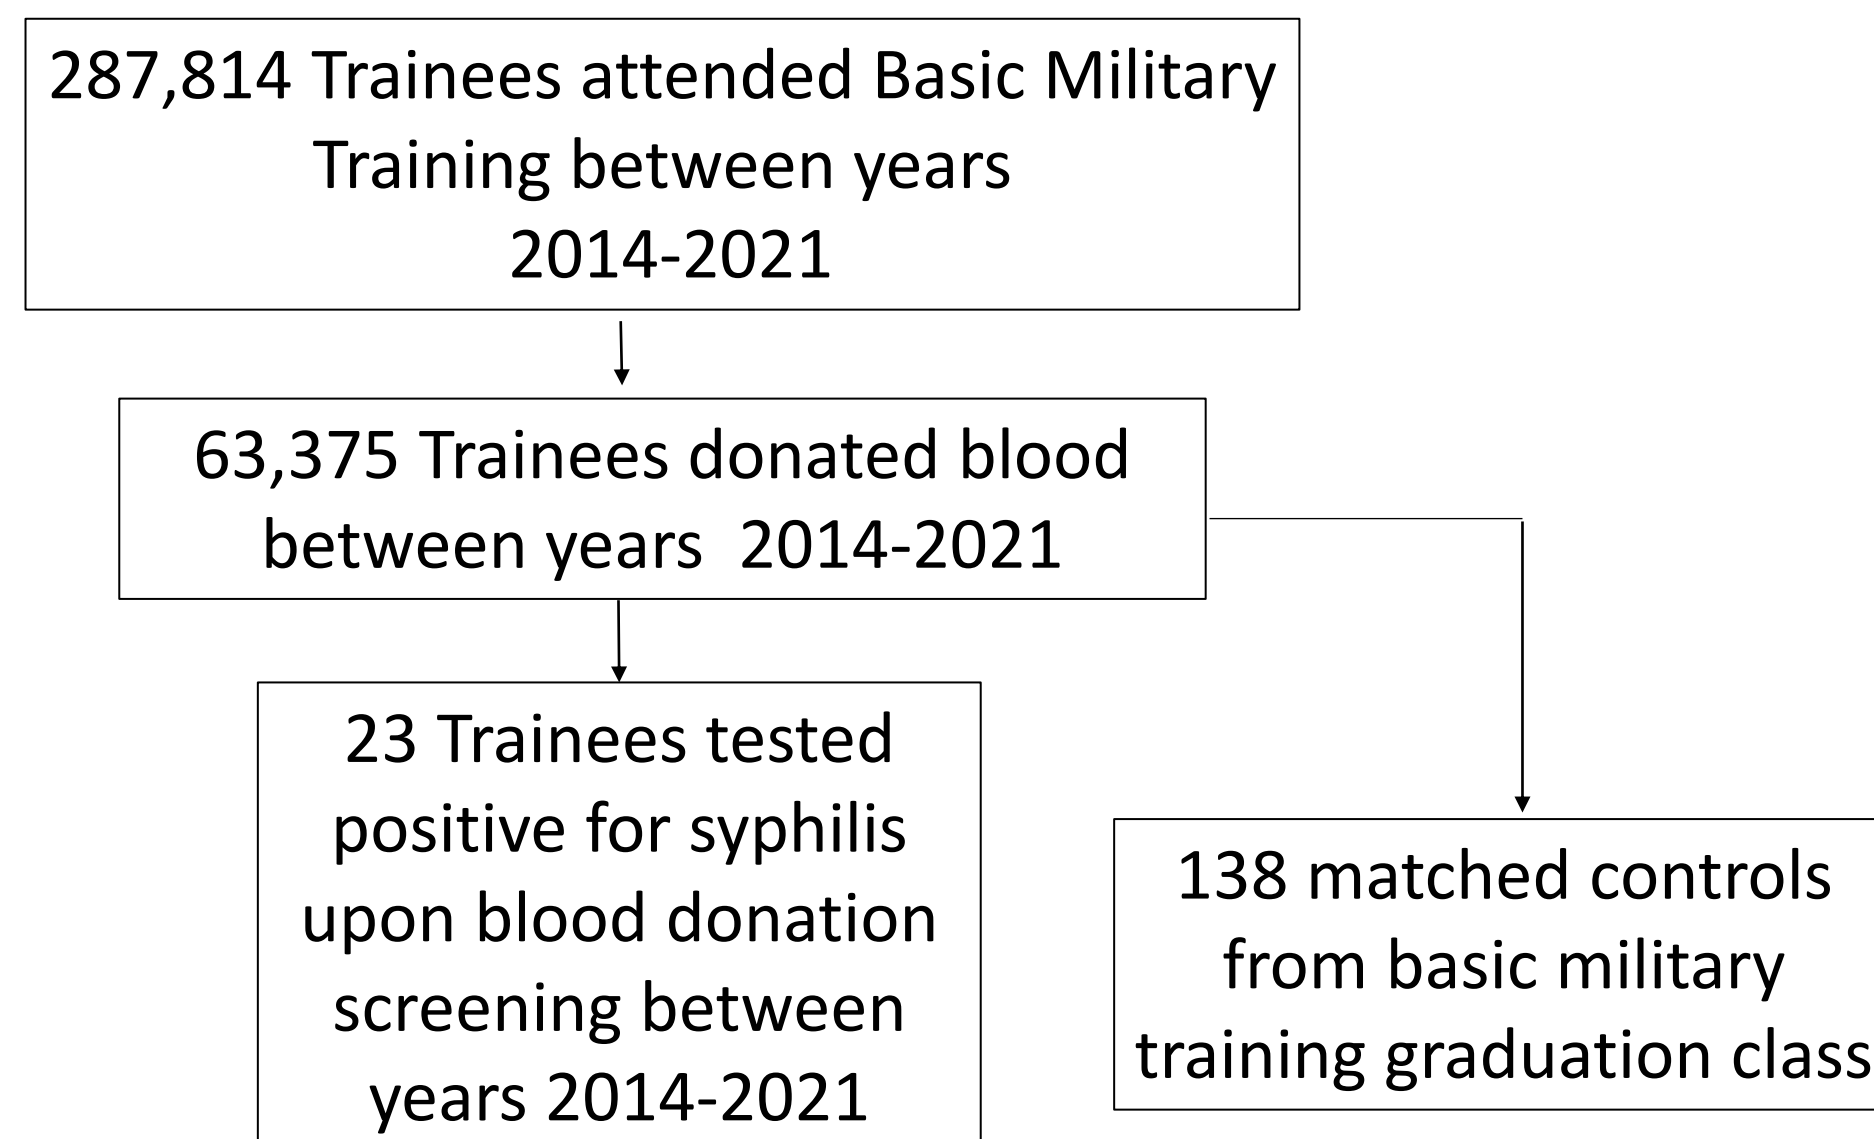 287,814 Trainees attended Basic Military
Training between years
2014-2021
63,375 Trainees donated blood
between years  2014-2021
23 Trainees tested
positive for syphilis
upon blood donation
screening between
years 2014-2021
138 matched controls
from basic military
training graduation class